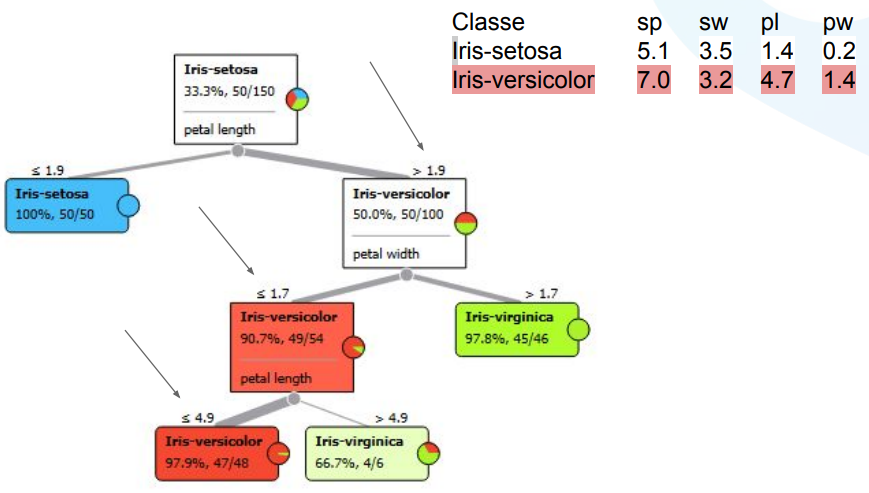 Classe sp sw pl pw
Iris-setosa 5.1 3.5 1.4 0.2
Iris-versicolor 7.0 3.2 4.7 1.4
Iris-setosa
33.3%, 50/150
petal length
≤ 1.9
> 1.9
Iris-setosa
100%, 50/50
Iris-versicolor
50.0%, 50/100
petal width
≤ 1.7
> 1.7
Iris-versicolor
90.7%, 49/54
petal length
Iris-virginica
97.8%, 45/46
≤ 4.9
> 4.9
Iris-versicolor
97.9%, 47/48
Iris-virginica
66.7%, 4/6